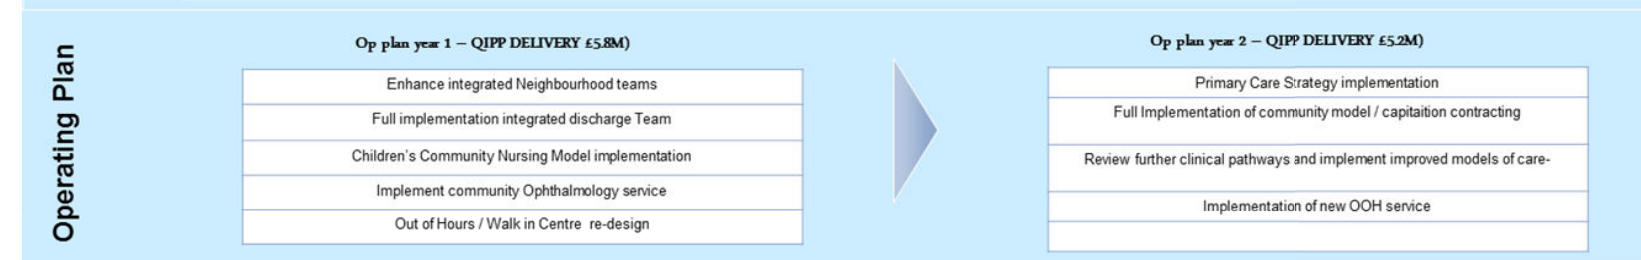 Operating Plan
Op plan year 1 – QIPP DELIVERY £5.8M)
Enhance integrated Neighbourhood teams
Full implementation integrated discharge Team
Children's Community Nursing Model implementation
Implement community Ophthalmology service
Out of Hours / Walk in Centre re-design
Op plan year 2 – QIPP DELIVERY £5.2M)
Primary Care Strategy implementation
Full Implementation of community model / capitaition contracting
Review further clinical pathways and implement improved models of care-
Implementation of new OOH service